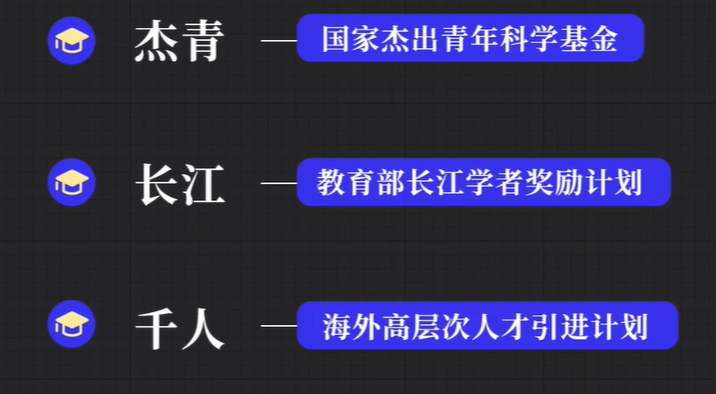 杰青
国家杰出青年科学基金
长江
教育部长江学者奖励计划
千人
海外高层次人才引进计划